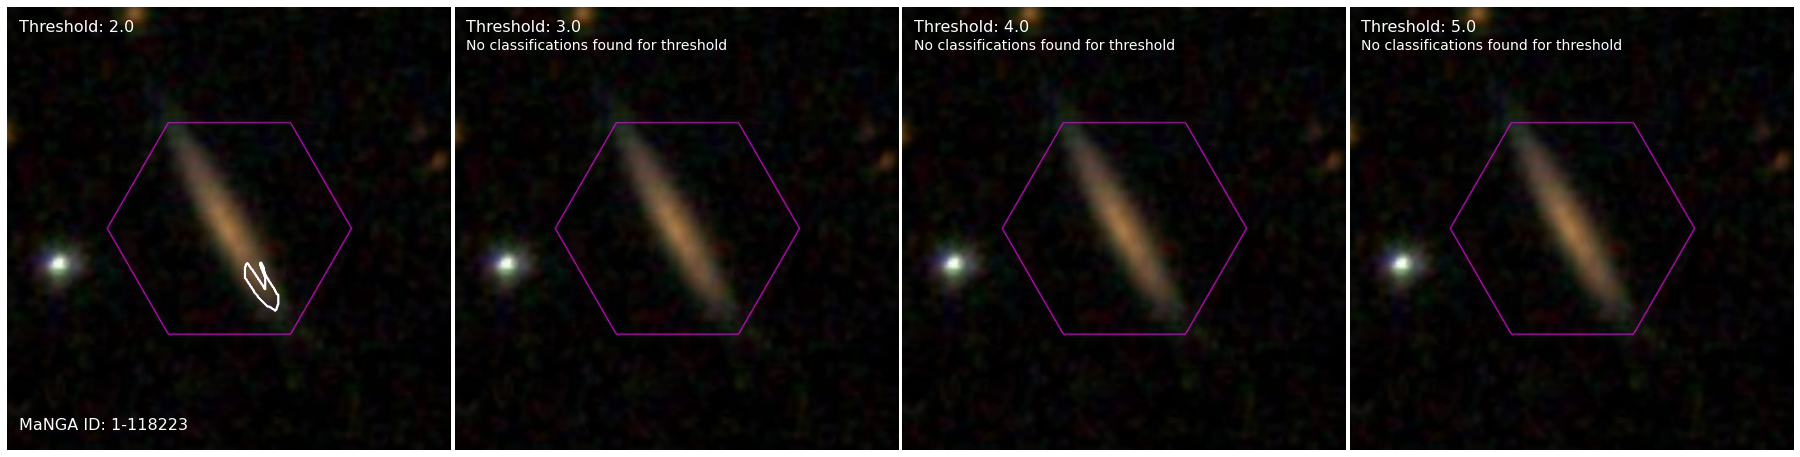 Threshold: 2.0
MaNGA ID: 1-118223
Threshold: 3.0
No classifications found for threshold
Threshold: 4.0
No classifications found for threshold
Threshold: 5.0
No classifications found for threshold